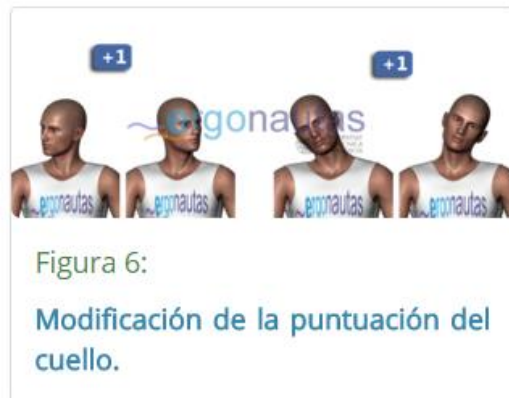 +1 +1
ergonautas
ergonautas ergonautas ergonautas ergonautas
Figura 6:
Modificación de la puntuación del
cuello.